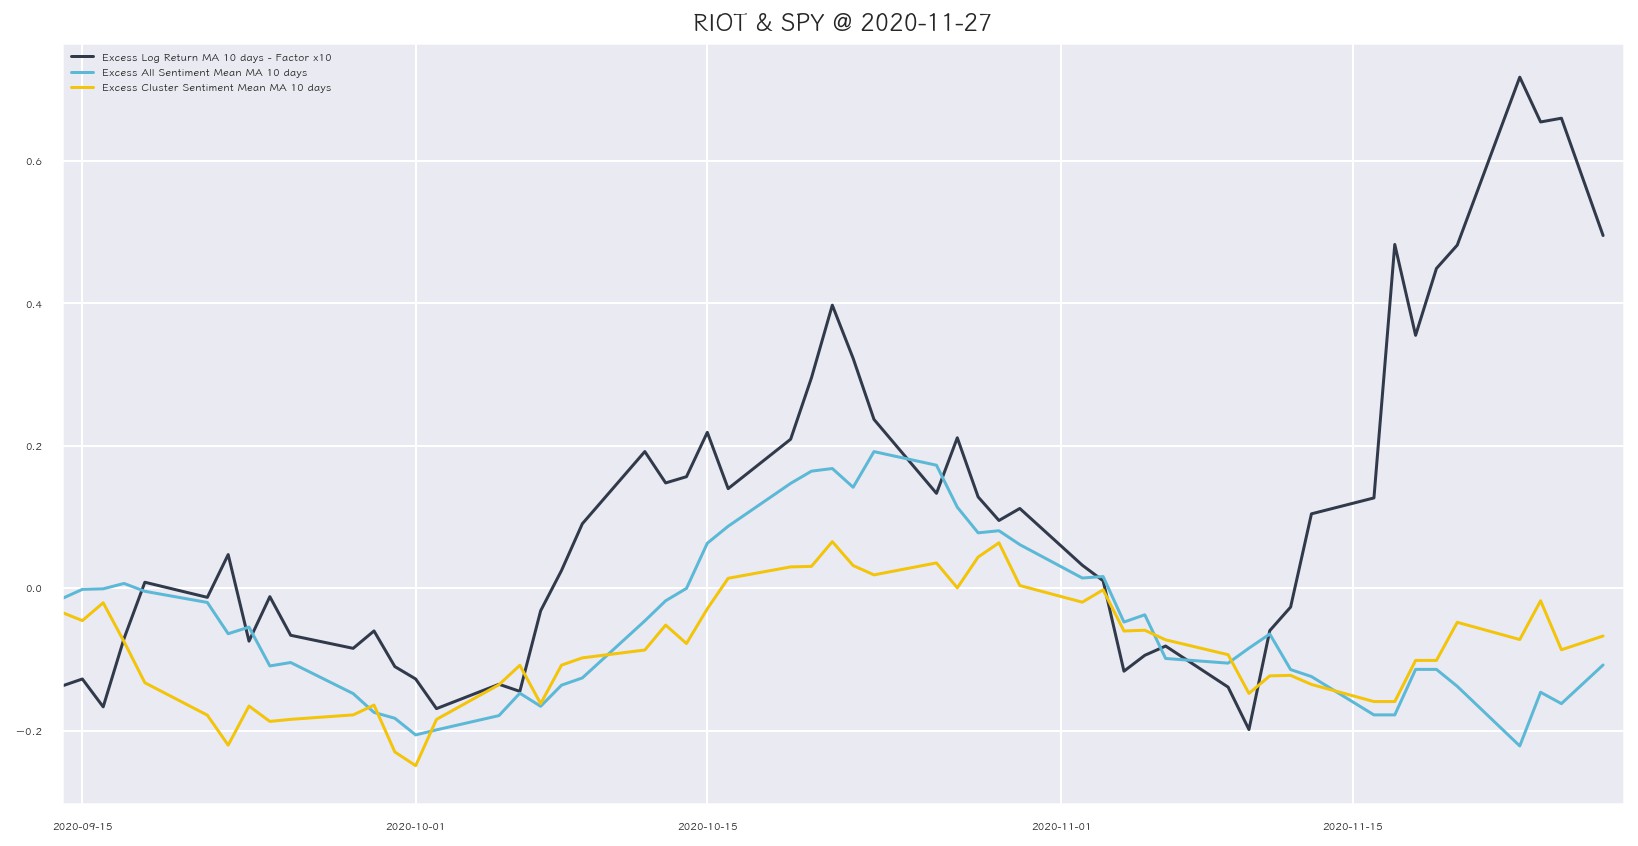 RIOT & SPY @ 2020-11-27
Excess Log Return MA 10 days - Factor x10
Excess All Sentiment Mean MA 10 days
Excess Cluster Sentiment Mean MA 10 days
0.6
0.4
0.2
0.0
−0.2
2020-09-15 2020-10-01 2020-10-15 2020-11-01 2020-11-15